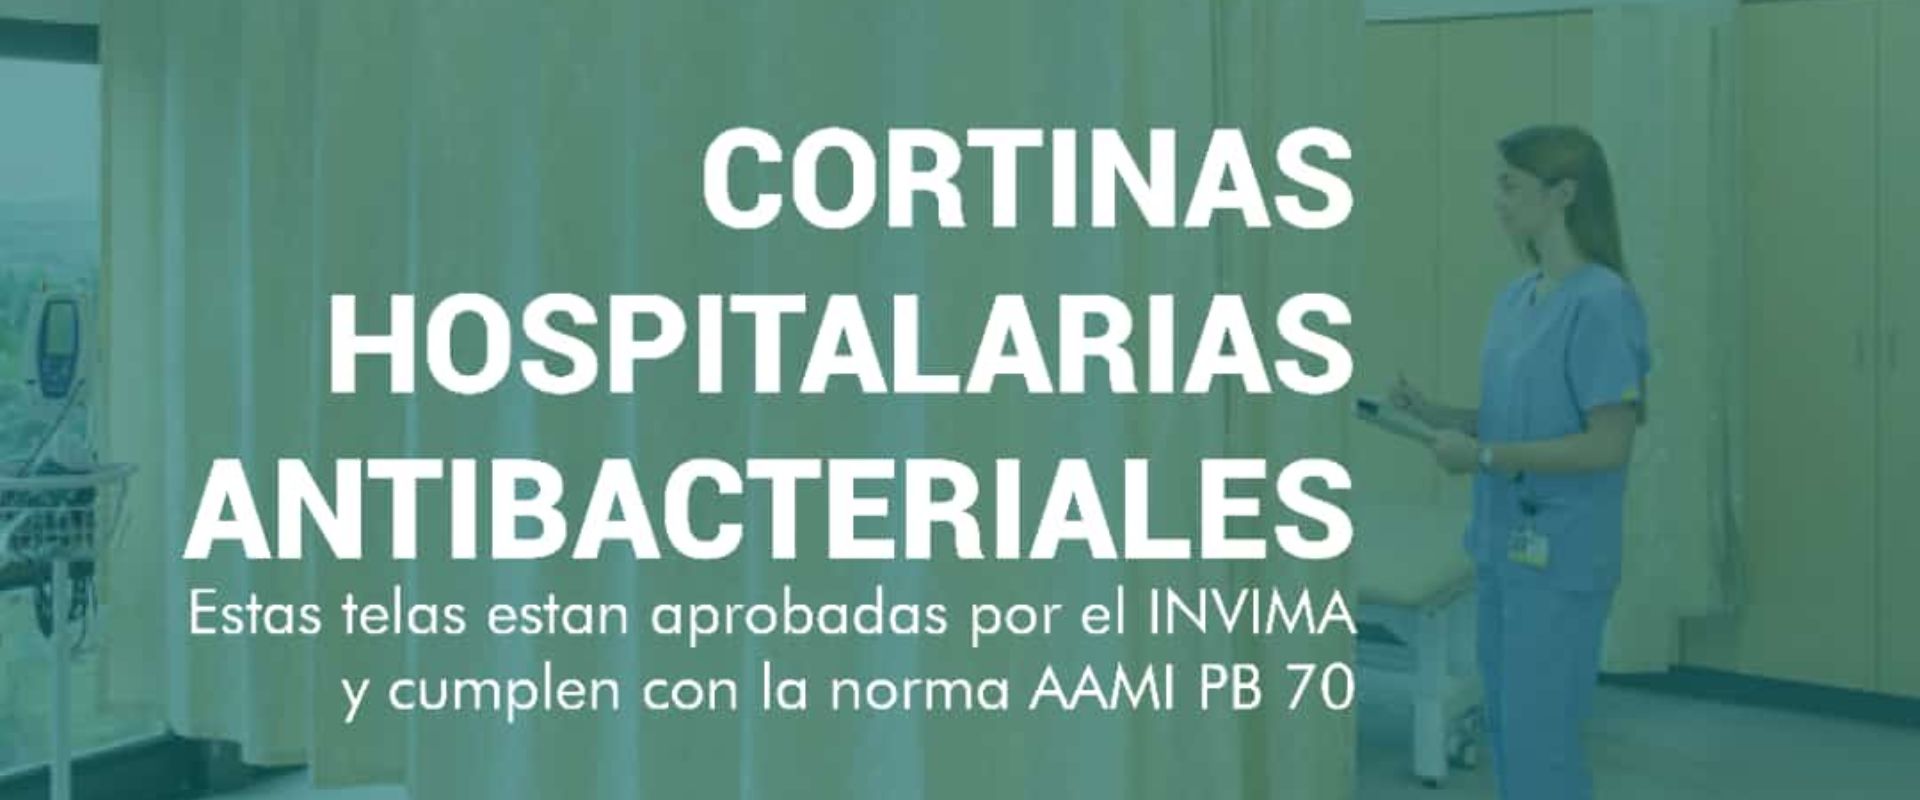 CORTINAS
HOSPITALARIAS
ANTIBACTERIALES
Estas telas estan aprobadas por el INVIMA
y cumplen con la norma AAMI PB 70